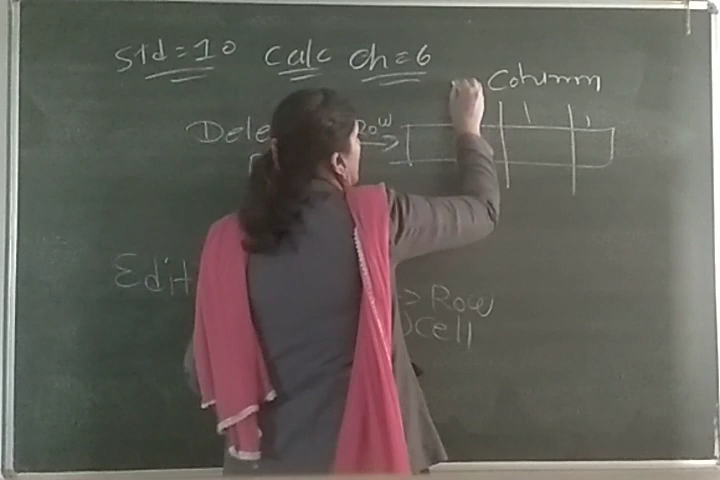 Std=10 calc ch=6
Column
Dele Row
Edit -> Row
cell